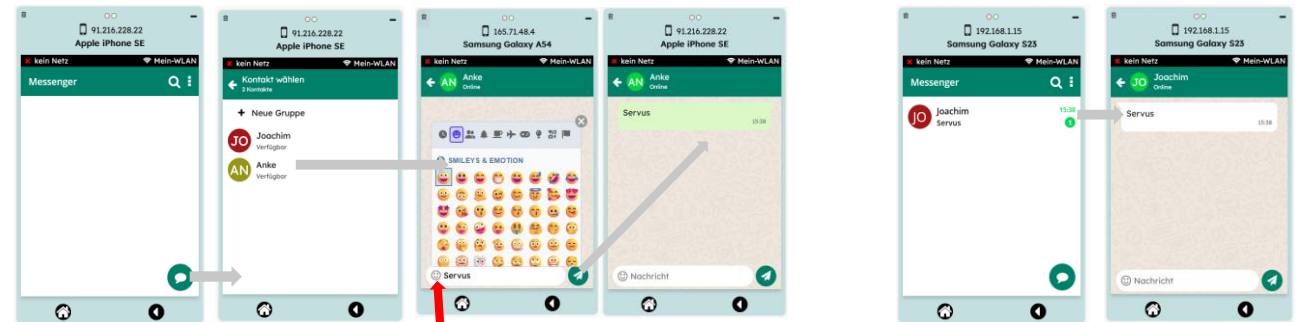 91.216.228.22
Apple iPhone SE
kein Netz
Mein-WLAN
Messenger
91.216.228.22
Apple iPhone SE
kein Netz
Mein-WLAN
Kontakt wählen
2 Kontakte
+ Neue Gruppe
JO
Joachim
Verfügbar
AN
Anke
Verfügbar
165.71.48.4
Samsung Galaxy A54
kein Netz
Mein-WLAN
AN
Anke
Online
SMILEYS & EMOTION
Servus
91.216.228.22
Apple iPhone SE
kein Netz
Mein-WLAN
AN
Anke
Online
Servus
15:38
Nachricht
192.168.1.15
Samsung Galaxy S23
kein Netz
Mein-WLAN
Messenger
JO
Joachim
15:38
Servus
1
192.168.1.15
Samsung Galaxy S23
kein Netz
Mein-WLAN
JO
Joachim
Online
Servus
15:38
Nachricht